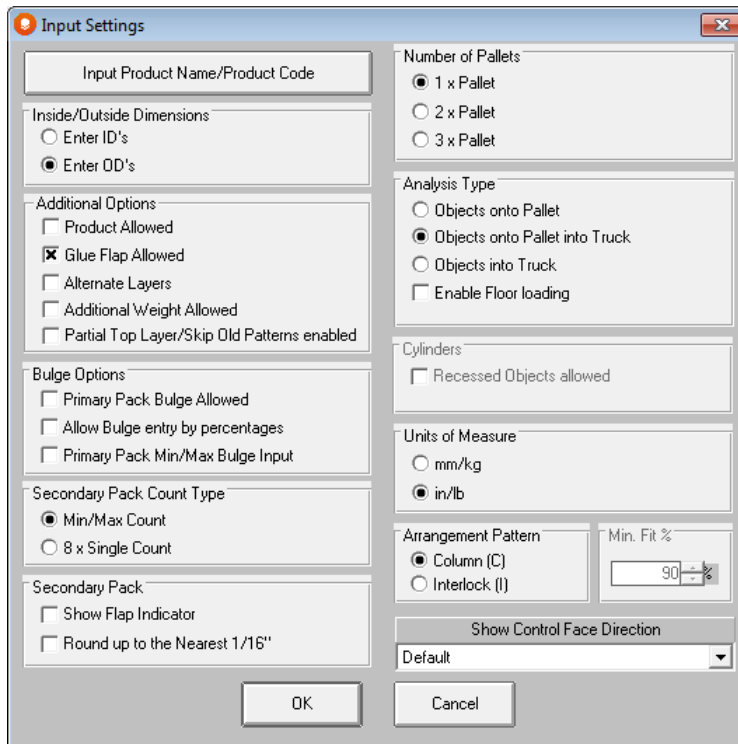 Input Settings
Input Product Name/Product Code
Inside/Outside Dimensions
Enter ID's
Enter OD's
Additional Options
Product Allowed
Glue Flap Allowed
Alternate Layers
Additional Weight Allowed
Partial Top Layer/Skip Old Patterns enabled
Bulge Options
Primary Pack Bulge Allowed
Allow Bulge entry by percentages
Primary Pack Min/Max Bulge Input
Secondary Pack Count Type
Min/Max Count
8 x Single Count
Secondary Pack
Show Flap Indicator
Round up to the Nearest 1/16"
Number of Pallets
1 x Pallet
2 x Pallet
3 x Pallet
Analysis Type
Objects onto Pallet
Objects onto Pallet into Truck
Objects into Truck
Enable Floor loading
Cylinders
Recessed Objects allowed
Units of Measure
mm/kg
in/lb
Arrangement Pattern
Column (C)
Interlock (I)
Min. Fit %
90 %
Show Control Face Direction
Default
OK
Cancel